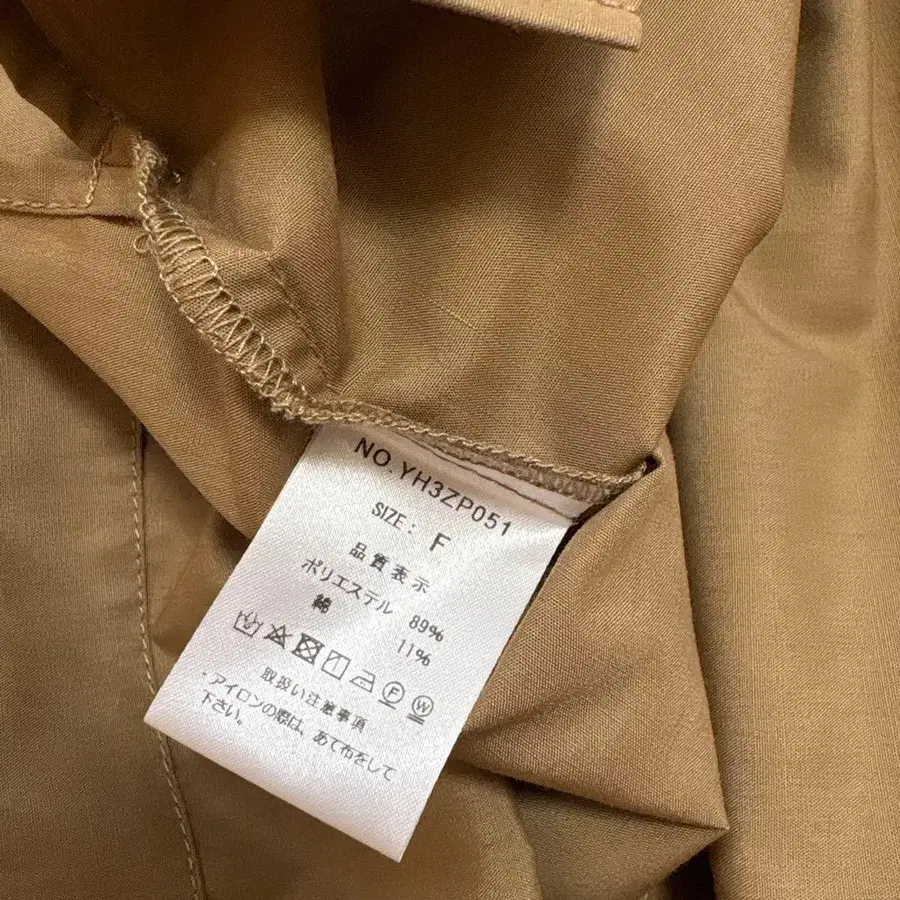 NO.YH3ZP051
SIZE: F
品質表示
ポリエステル 89%
綿 11%
F W
取扱い注意事項
・アイロンの際は、あて布をして
下さい。